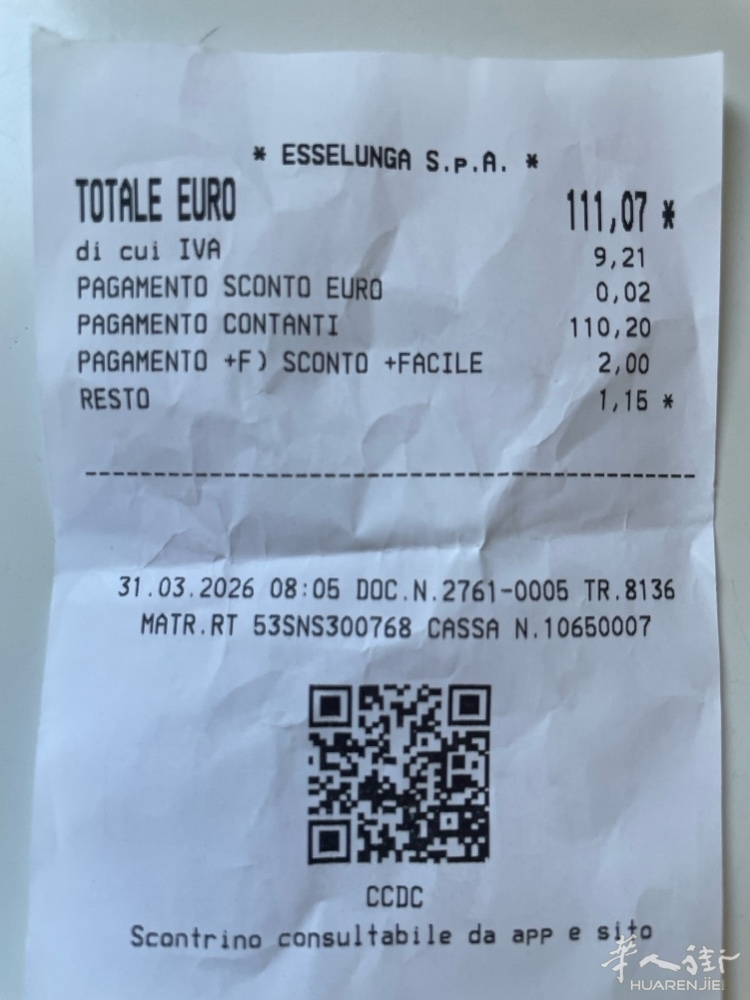 * ESSELUNGA S.p.A. *
TOTALE EURO 111,07 *
di cui IVA 9,21
PAGAMENTO SCONTO EURO 0,02
PAGAMENTO CONTANTI 110,20
PAGAMENTO +F) SCONTO +FACILE 2,00
RESTO 1,15 *
--------------------------------------------
31.03.2026 08:05 DOC.N.2761-0005 TR.8136
MATR.RT 53SNS300768 CASSA N.10650007
CCDC
Scontrino consultabile da app e sito
华人街
HUARENJIE